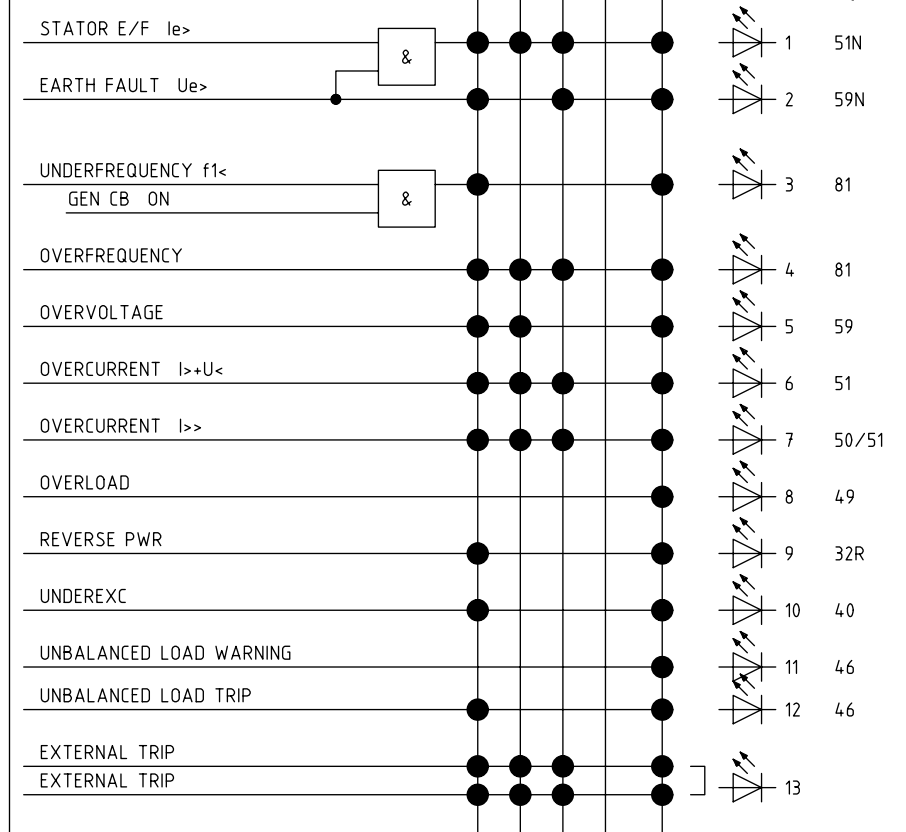 STATOR E/F Ie>
& 1 51N
EARTH FAULT Ue>
2 59N
UNDERFREQUENCY f1<
3 81
GEN CB ON &
OVERFREQUENCY
4 81
OVERVOLTAGE
5 59
OVERCURRENT I>+U<
6 51
OVERCURRENT I>>
7 50/51
OVERLOAD
8 49
REVERSE PWR
9 32R
UNDEREXC
10 40
UNBALANCED LOAD WARNING
11 46
UNBALANCED LOAD TRIP
12 46
EXTERNAL TRIP
EXTERNAL TRIP
13